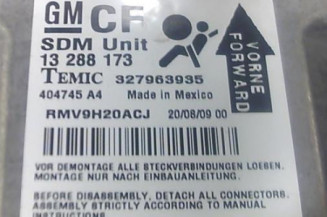 GM CF
SDM Unit
13 288 173
TEMIC 327963935
404745 A4 Made in Mexico
VORNE
FORWARD
RMV9H20ACJ 20/08/09 00
VOR DEMONTAGE ALLE STECKVERBINDUNGEN LOESEN.
MONTAGE NUR NACH EINBAUANLEITUNG.
BEFORE DISASSEMBLY, DETACH ALL CONNECTORS.
ASSEMBLY STRICTLY ACCORDING TO MANUAL
INSTRUCTIONS